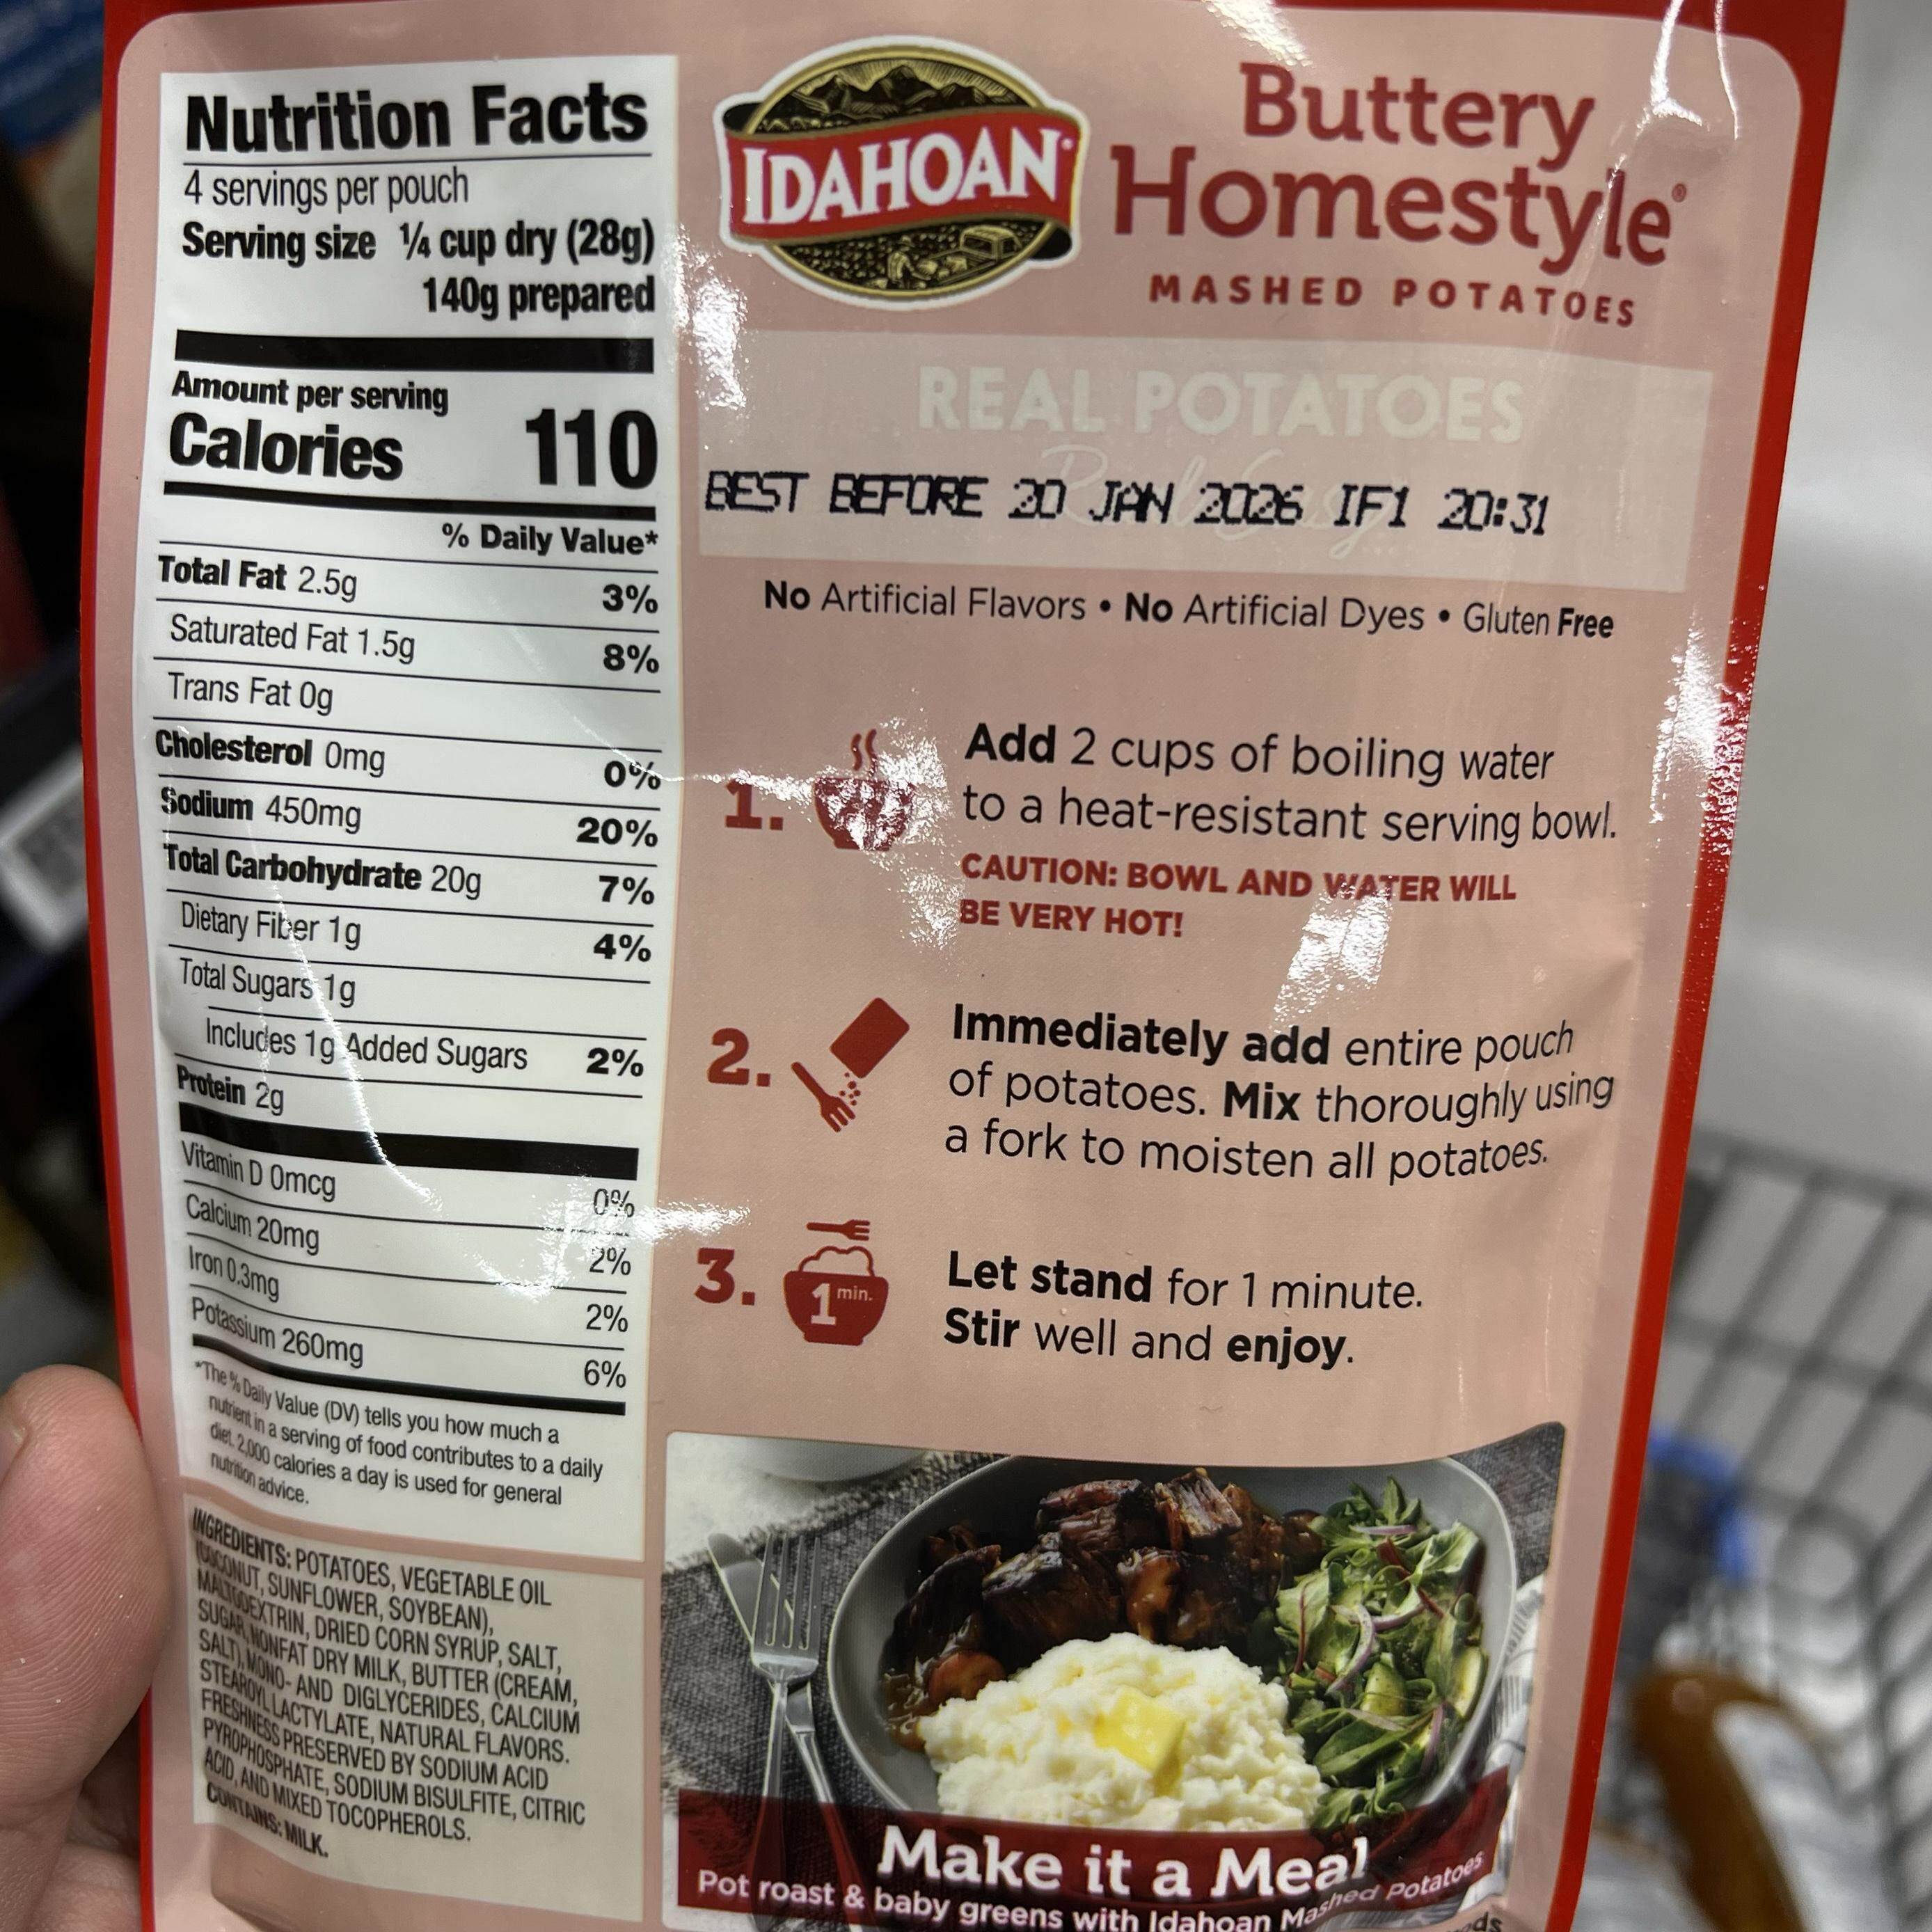 Nutrition Facts
4 servings per pouch
Serving size ¼ cup dry (28g)
140g prepared
Amount per serving
Calories 110
% Daily Value*
Total Fat 2.5g 3%
Saturated Fat 1.5g 8%
Trans Fat 0g
Cholesterol 0mg 0%
Sodium 450mg 20%
Total Carbohydrate 20g 7%
Dietary Fiber 1g 4%
Total Sugars 1g
Includes 1g Added Sugars 2%
Protein 2g
Vitamin D 0mcg 0%
Calcium 20mg 2%
Iron 0.3mg 2%
Potassium 260mg 6%
*The % Daily Value (DV) tells you how much a
nutrient in a serving of food contributes to a daily
diet. 2,000 calories a day is used for general
nutrition advice.
INGREDIENTS: POTATOES, VEGETABLE OIL
(COCONUT, SUNFLOWER, SOYBEAN),
MALTODEXTRIN, DRIED CORN SYRUP, SALT,
SUGAR, NONFAT DRY MILK, BUTTER (CREAM,
SALT), MONO- AND DIGLYCERIDES, CALCIUM
STEAROYL LACTYLATE, NATURAL FLAVORS.
FRESHNESS PRESERVED BY SODIUM ACID
PYROPHOSPHATE, SODIUM BISULFITE, CITRIC
ACID, AND MIXED TOCOPHEROLS.
CONTAINS: MILK.
IDAHOAN®
Buttery
Homestyle®
MASHED POTATOES
REAL POTATOES
BEST BEFORE 20 JAN 2026 IF1 20:31
No Artificial Flavors • No Artificial Dyes • Gluten Free
1. Add 2 cups of boiling water
to a heat-resistant serving bowl.
CAUTION: BOWL AND WATER WILL
BE VERY HOT!
2. Immediately add entire pouch
of potatoes. Mix thoroughly using
a fork to moisten all potatoes.
3. 1 min. Let stand for 1 minute.
Stir well and enjoy.
Make it a Meal
Pot roast & baby greens with Idahoan Mashed Potatoes